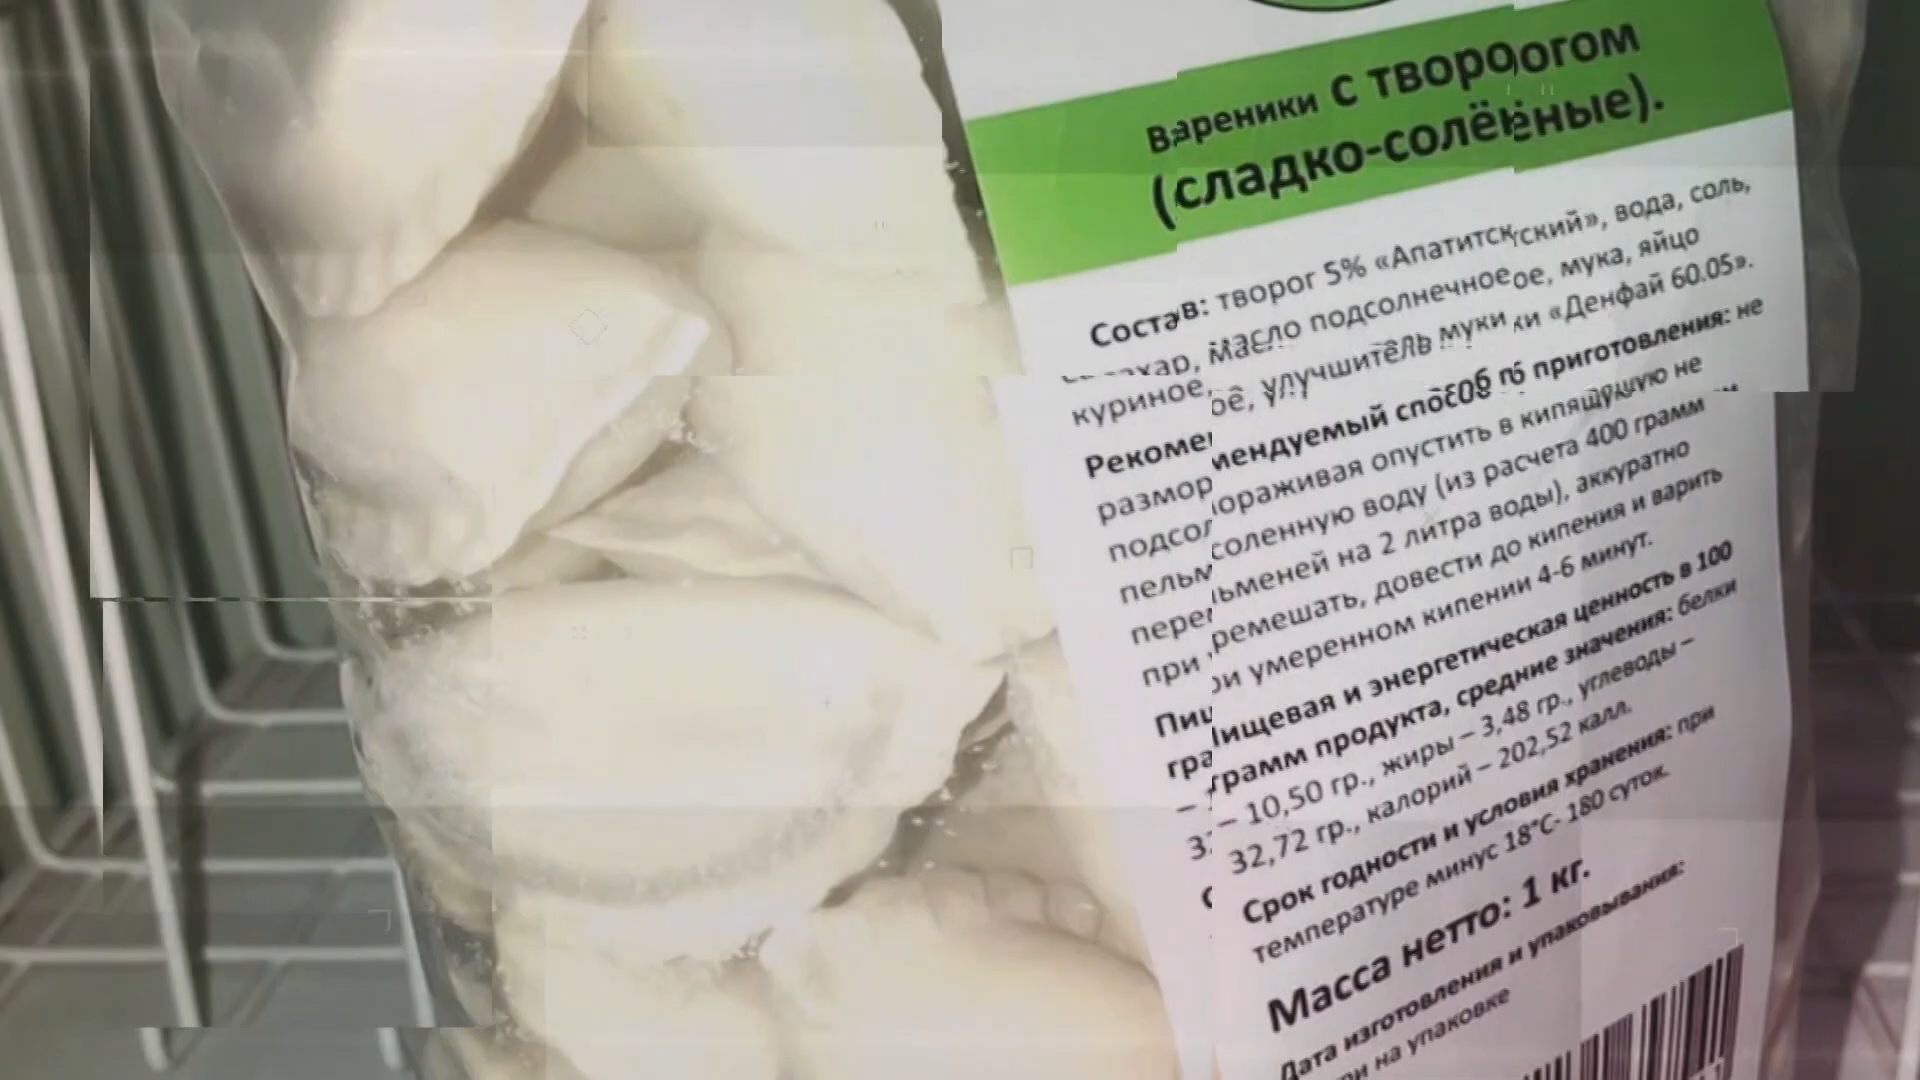 Вареники с творогом
(сладко-солёные).
Состав: творог 5% «Апатитский», вода, соль,
сахар, масло подсолнечное, мука, яйцо
куриное, улучшитель муки «Денфай 60.05».
Рекомендуемый способ приготовления: не
размораживая опустить в кипящую не
подсоленную воду (из расчета 400 грамм
пельменей на 2 литра воды), аккуратно
перемешать, довести до кипения и варить
при умеренном кипении 4-6 минут.
Пищевая и энергетическая ценность в 100
грамм продукта, средние значения: белки
– 10,50 гр., жиры – 3,48 гр., углеводы –
32,72 гр., калорий – 202,52 калл.
Срок годности и условия хранения: при
температуре минус 18°С- 180 суток.
Масса нетто: 1 кг.
Дата изготовления и упаковывания:
на упаковке